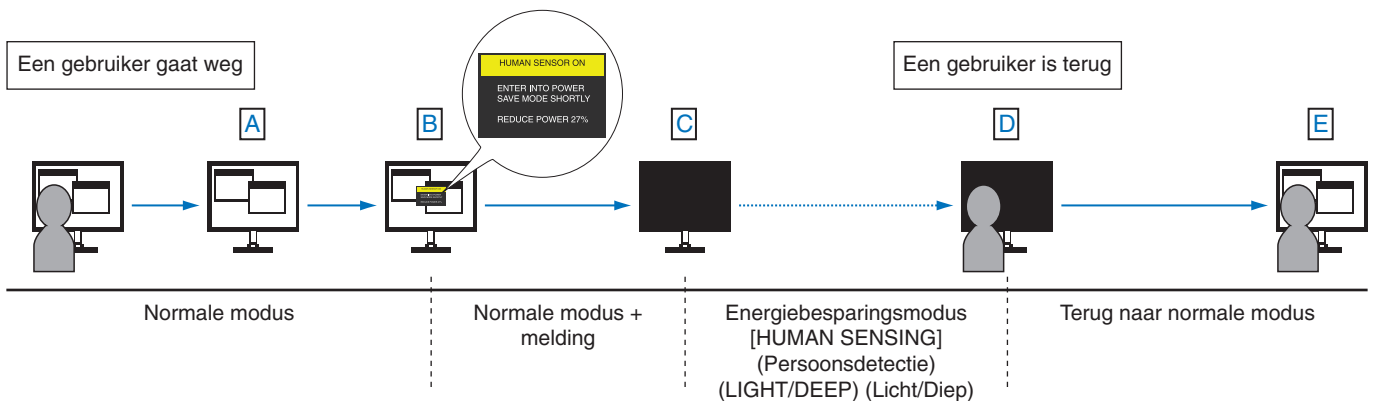 Een gebruiker gaat weg
HUMAN SENSOR ON
ENTER INTO POWER
SAVE MODE SHORTLY
REDUCE POWER 27%
Een gebruiker is terug
A
B
C
D
E
Normale modus
Normale modus +
melding
Energiebesparingsmodus
[HUMAN SENSING]
(Persoonsdetectie)
(LIGHT/DEEP) (Licht/Diep)
Terug naar normale modus